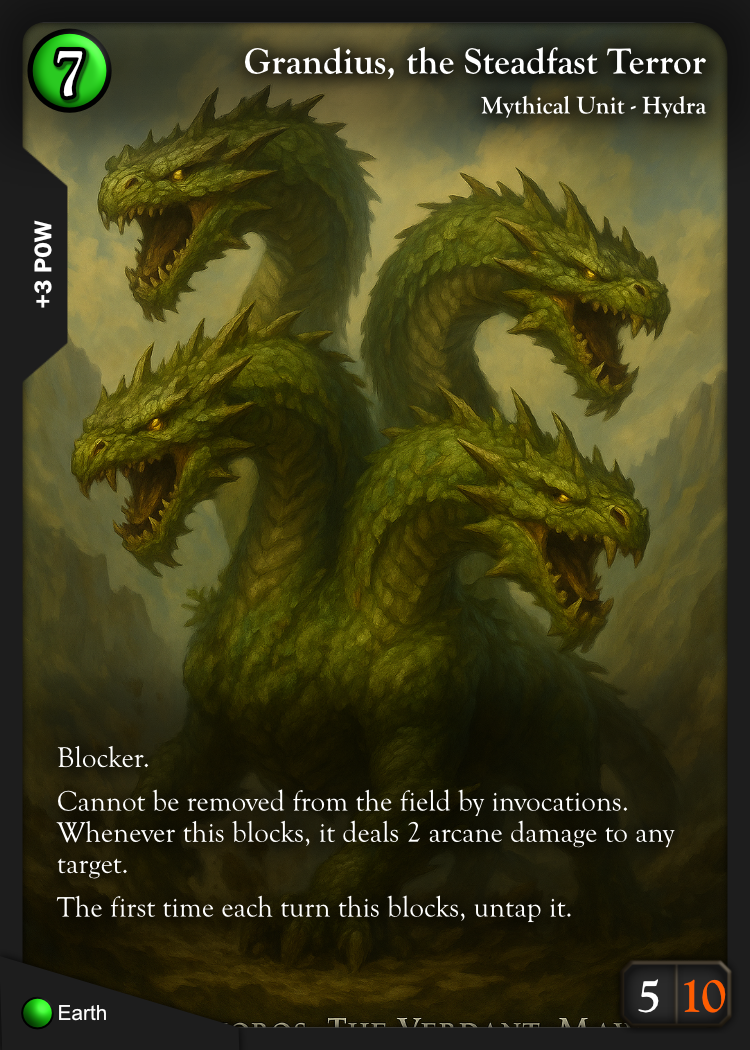 7
Grandius, the Steadfast Terror
Mythical Unit - Hydra
+3 POW
Blocker.
Cannot be removed from the field by invocations.
Whenever this blocks, it deals 2 arcane damage to any
target.
The first time each turn this blocks, untap it.
5 10
Earth
The Verdant